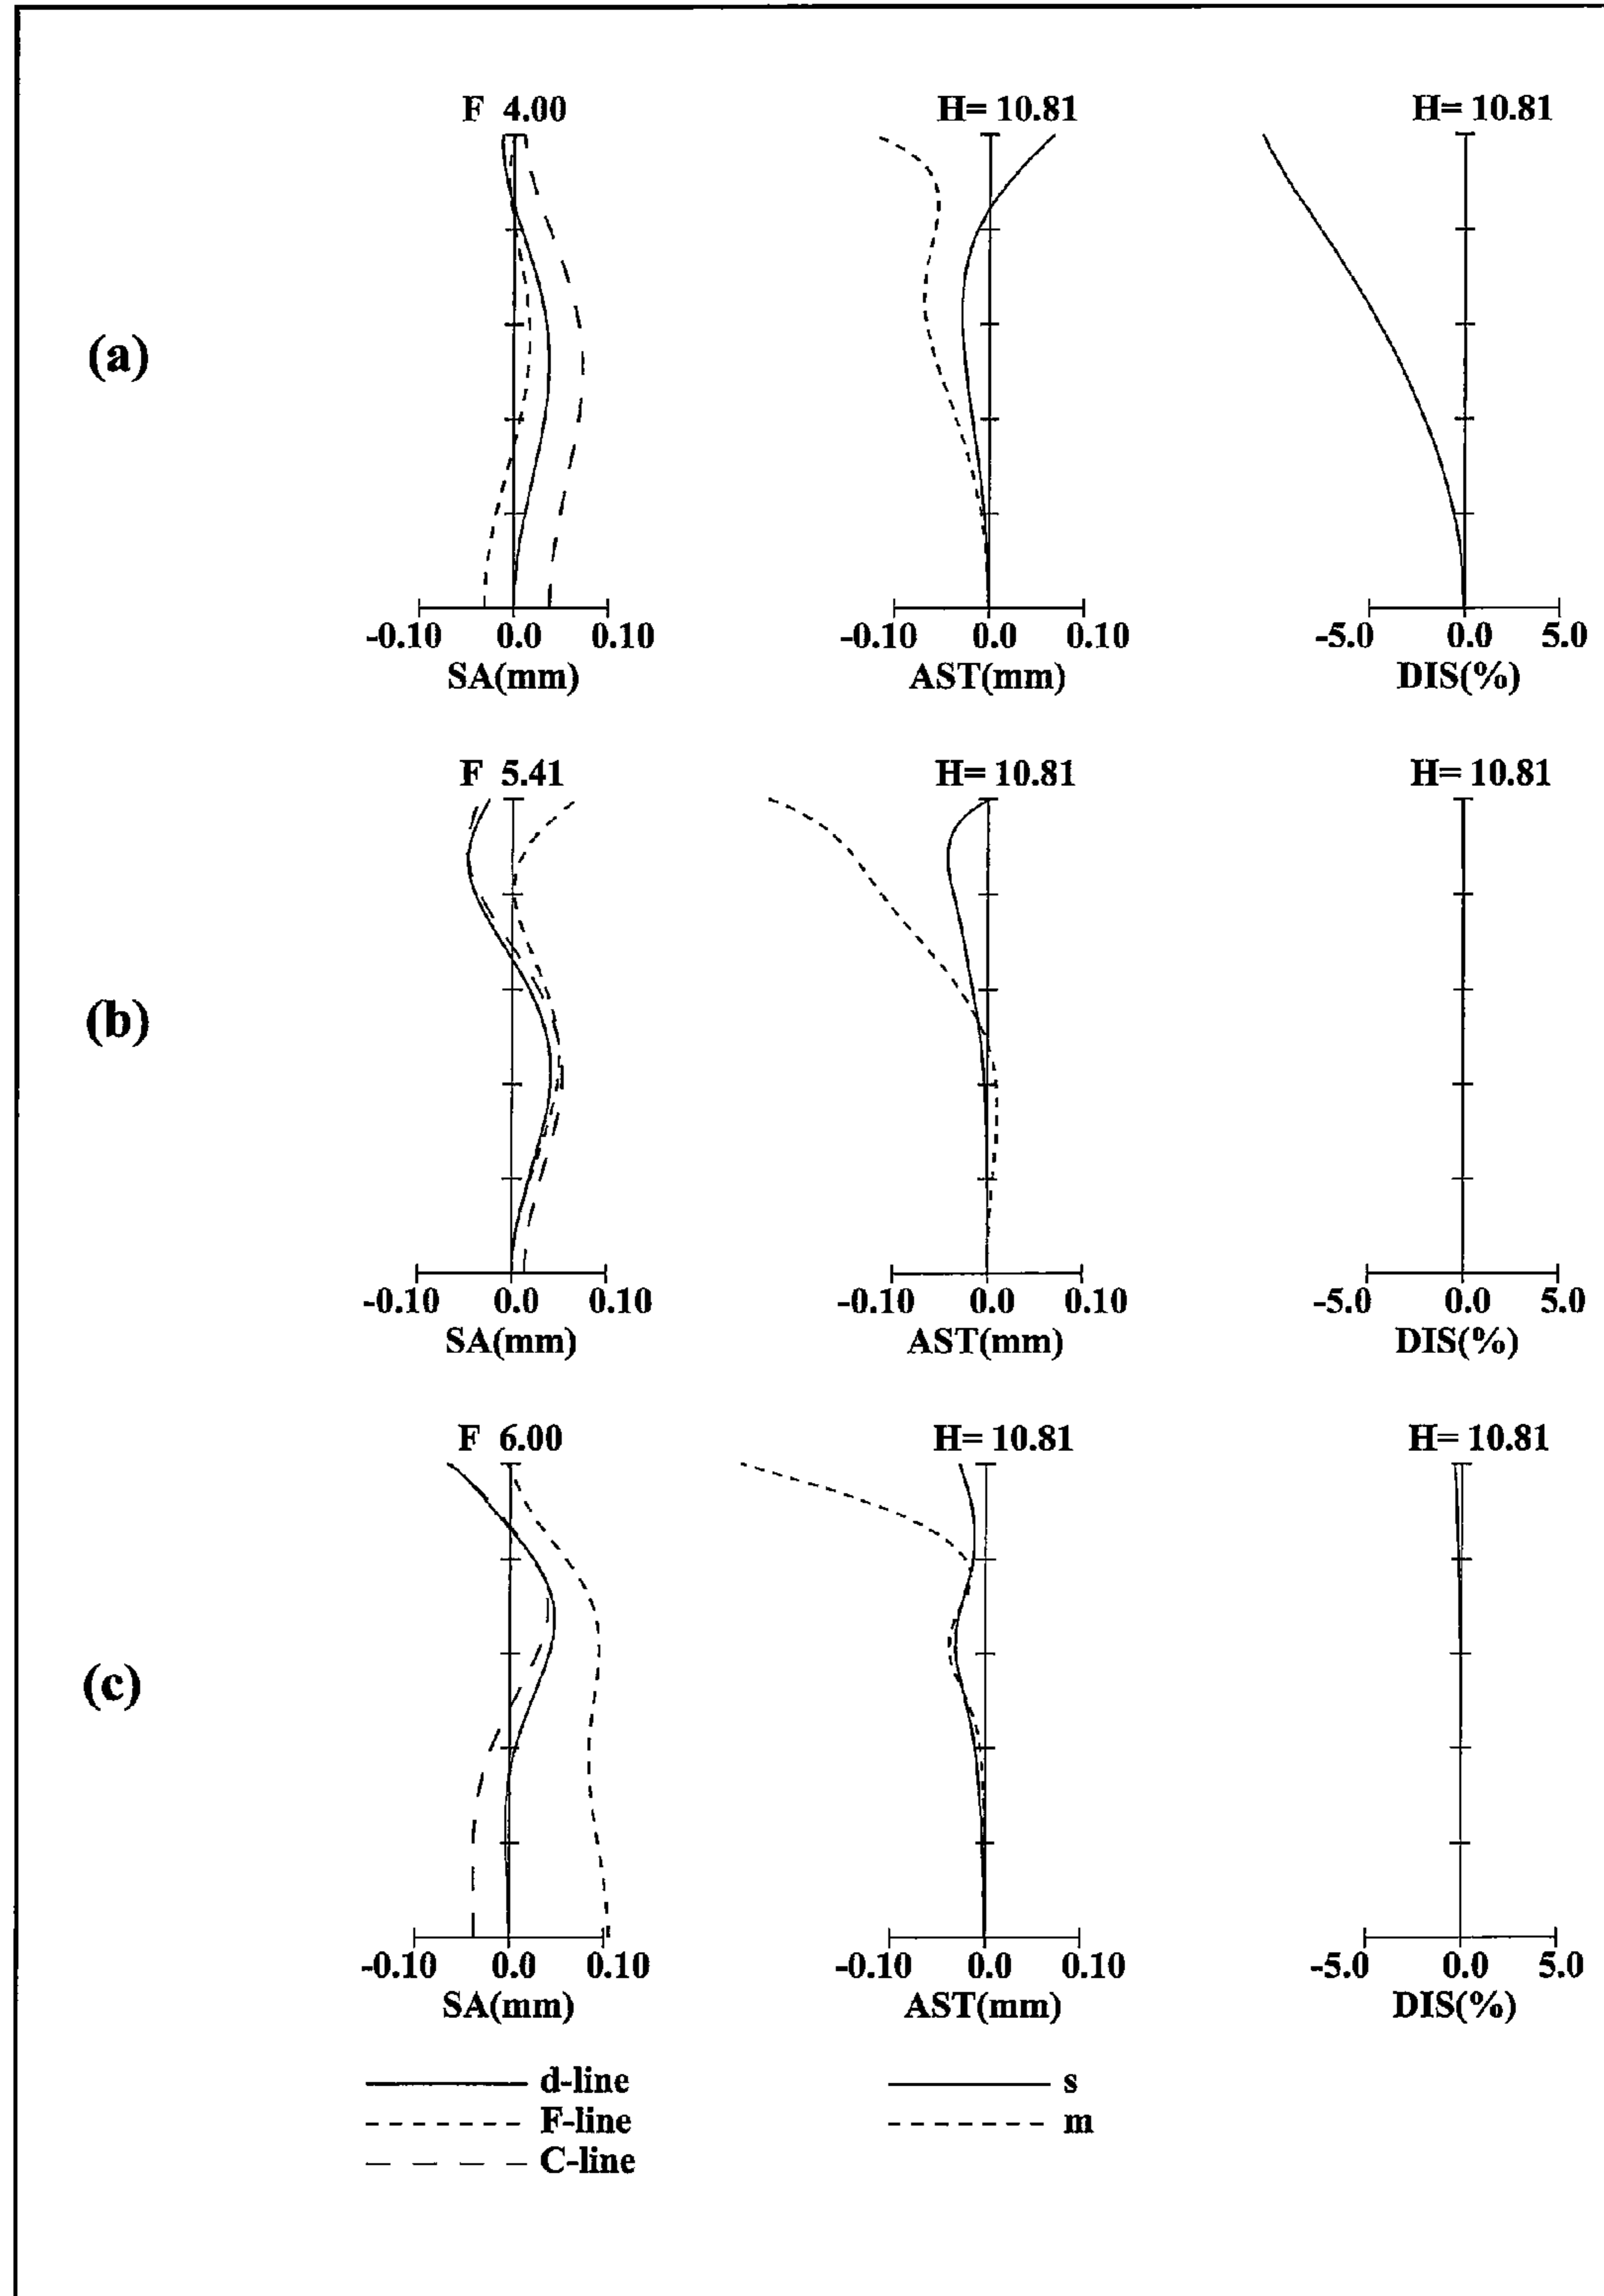 F 4.00 H= 10.81 H= 10.81
(a)
-0.10 0.0 0.10 -0.10 0.0 0.10 -5.0 0.0 5.0
SA(mm) AST(mm) DIS(%)
F 5.41 H= 10.81 H= 10.81
(b)
-0.10 0.0 0.10 -0.10 0.0 0.10 -5.0 0.0 5.0
SA(mm) AST(mm) DIS(%)
F 6.00 H= 10.81 H= 10.81
(c)
-0.10 0.0 0.10 -0.10 0.0 0.10 -5.0 0.0 5.0
SA(mm) AST(mm) DIS(%)
d-line s
F-line m
C-line